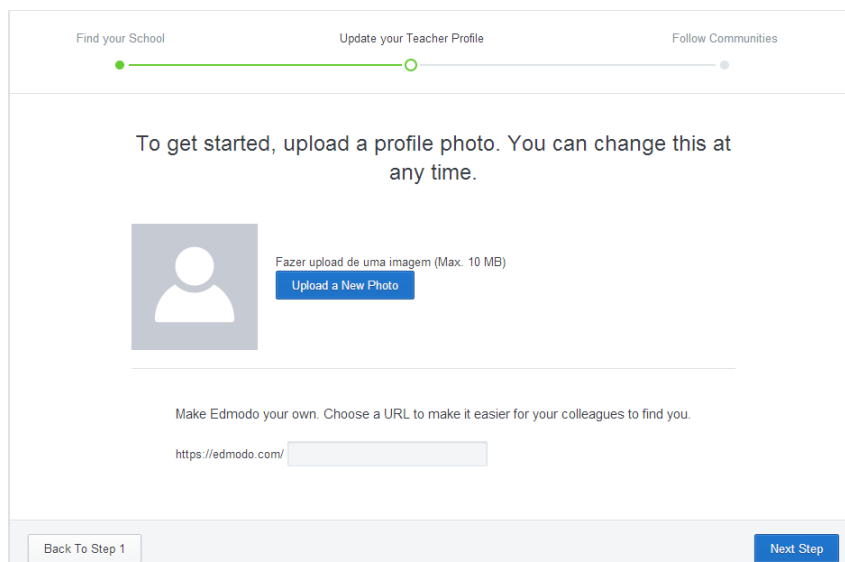 Find your School
Update your Teacher Profile
Follow Communities
To get started, upload a profile photo. You can change this at
any time.
Fazer upload de uma imagem (Max. 10 MB)
Upload a New Photo
Make Edmodo your own. Choose a URL to make it easier for your colleagues to find you.
https://edmodo.com/
Back To Step 1
Next Step